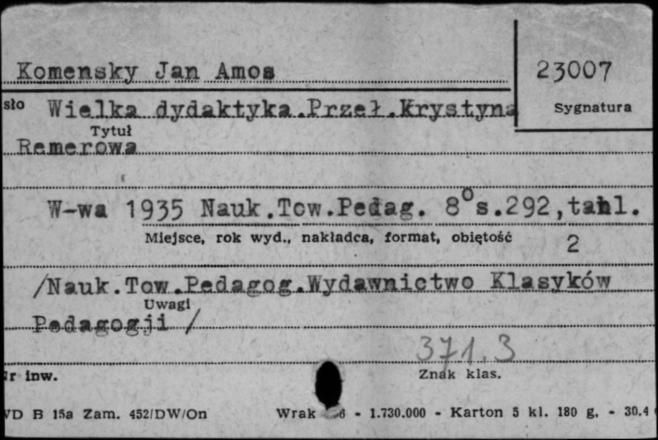 Komensky Jan Amos
23007
Sygnatura
sło Wielka dydaktyka.Przeł.Krystyna
Tytuł
Remerowa
W-wa 1935 Nauk.Tow.Pedag. 8°s.292,tabl.
Miejsce, rok wyd., nakładca, format, objętość
2
/Nauk.Tow.Pedagog.Wydawnictwo Klasyków
Uwagi
Pedagogji /
371.3
Nr inw.
Znak klas.
VD B 15a Zam. 452/DW/On Wrak - 1.730.000 - Karton 5 kl. 180 g. - 30.4